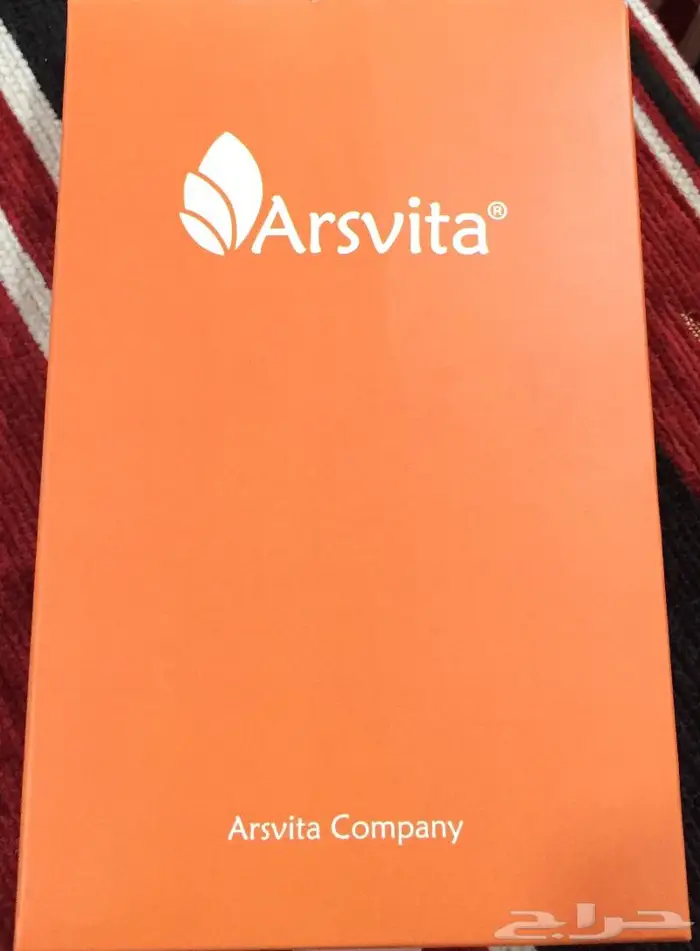 Arsvita®
Arsvita Company
حراج